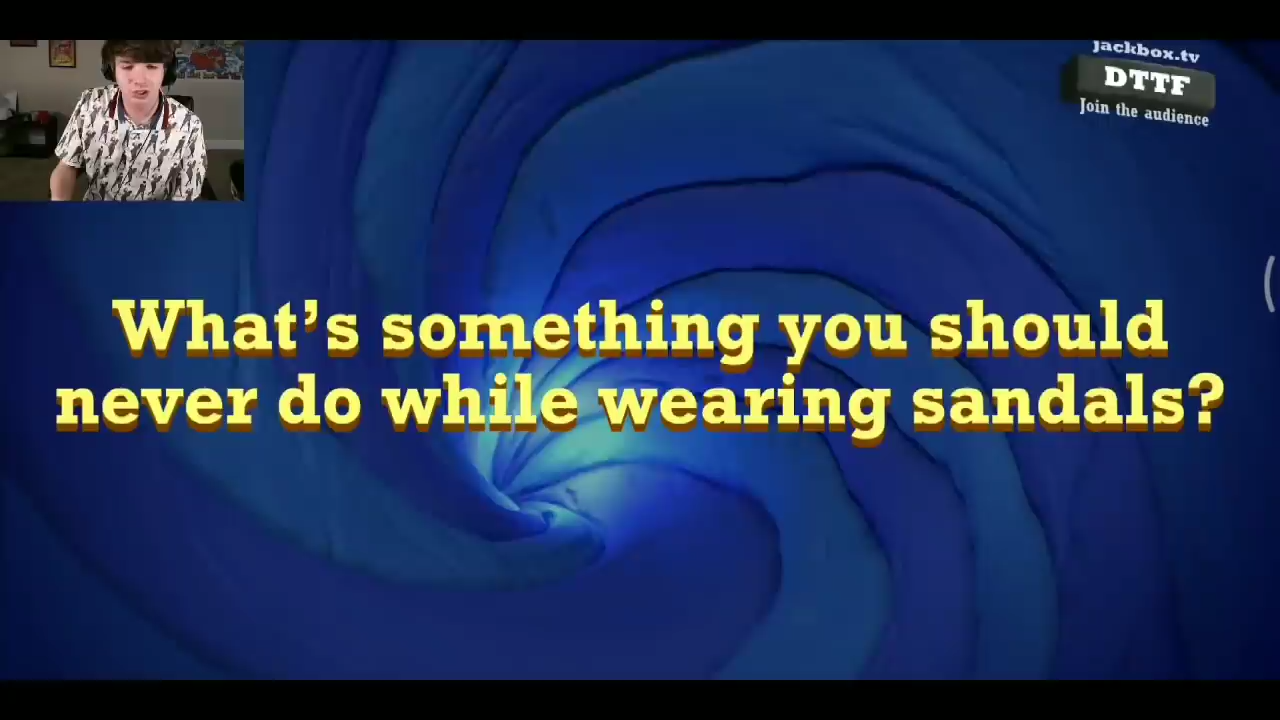 jackbox.tv
DTTF
Join the audience
What's something you should
never do while wearing sandals?